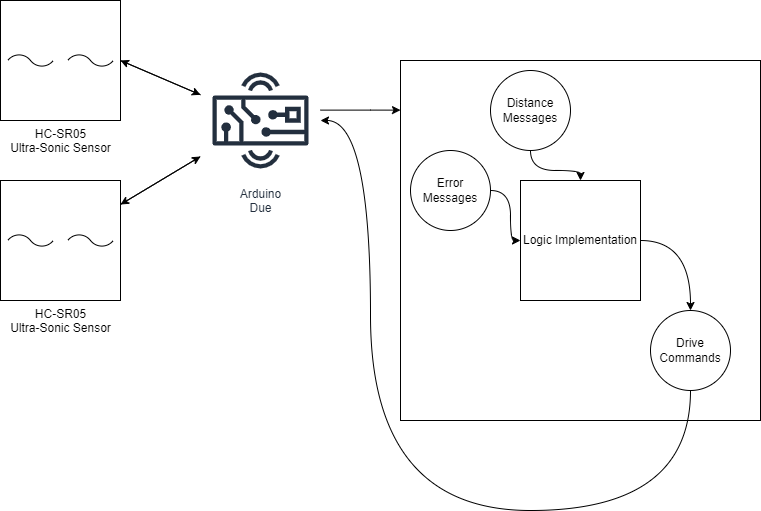 HC-SR05
Ultra-Sonic Sensor
HC-SR05
Ultra-Sonic Sensor
Arduino
Due
Distance
Messages
Error
Messages
Logic Implementation
Drive
Commands